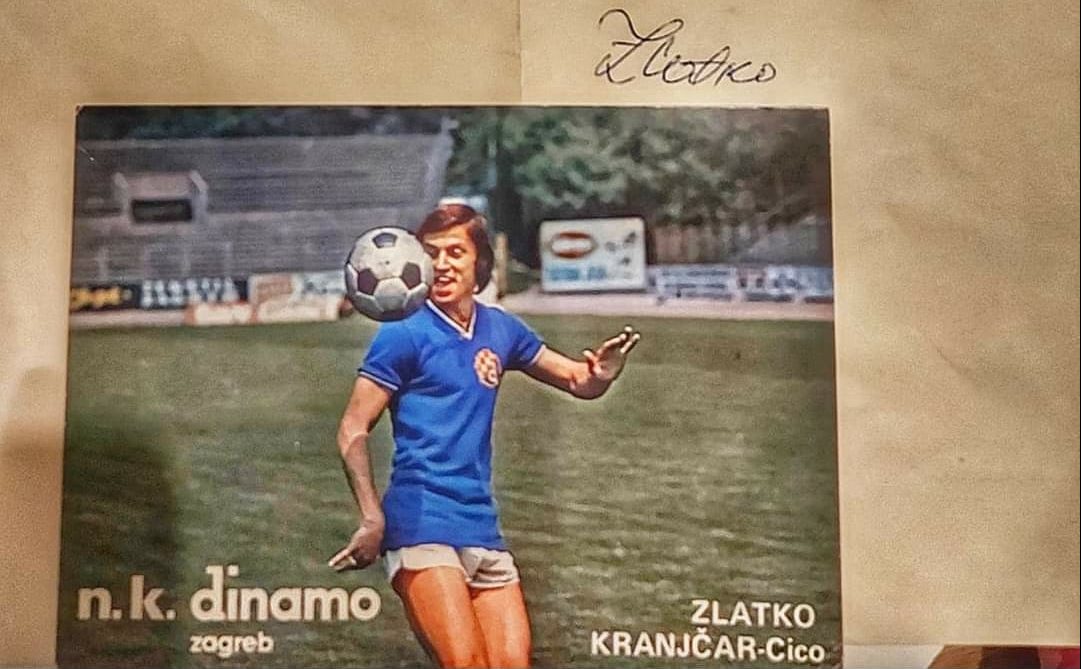 Zlatko
n.k. dinamo
zagreb
ZLATKO
KRANJČAR-Cico